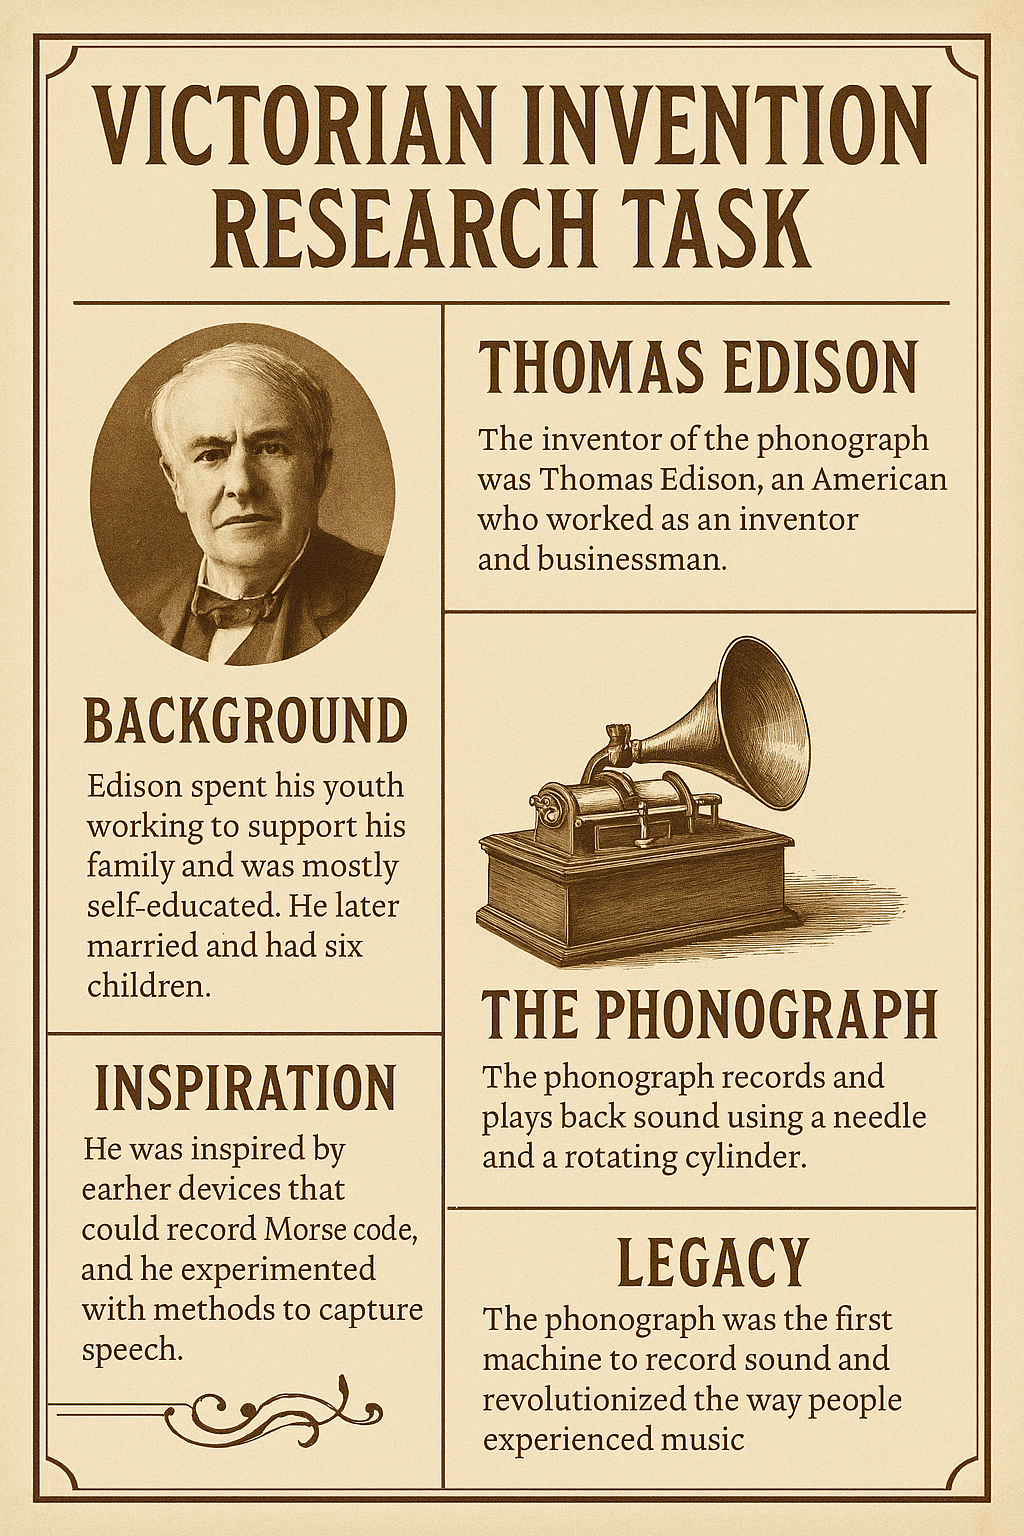 VICTORIAN INVENTION
RESEARCH TASK
THOMAS EDISON
The inventor of the phonograph
was Thomas Edison, an American
who worked as an inventor
and businessman.
BACKGROUND
Edison spent his youth
working to support his
family and was mostly
self-educated. He later
married and had six
children.
THE PHONOGRAPH
The phonograph records and
plays back sound using a needle
and a rotating cylinder.
INSPIRATION
He was inspired by
earher devices that
could record Morse code,
and he experimented
with methods to capture
speech.
LEGACY
The phonograph was the first
machine to record sound and
revolutionized the way people
experienced music